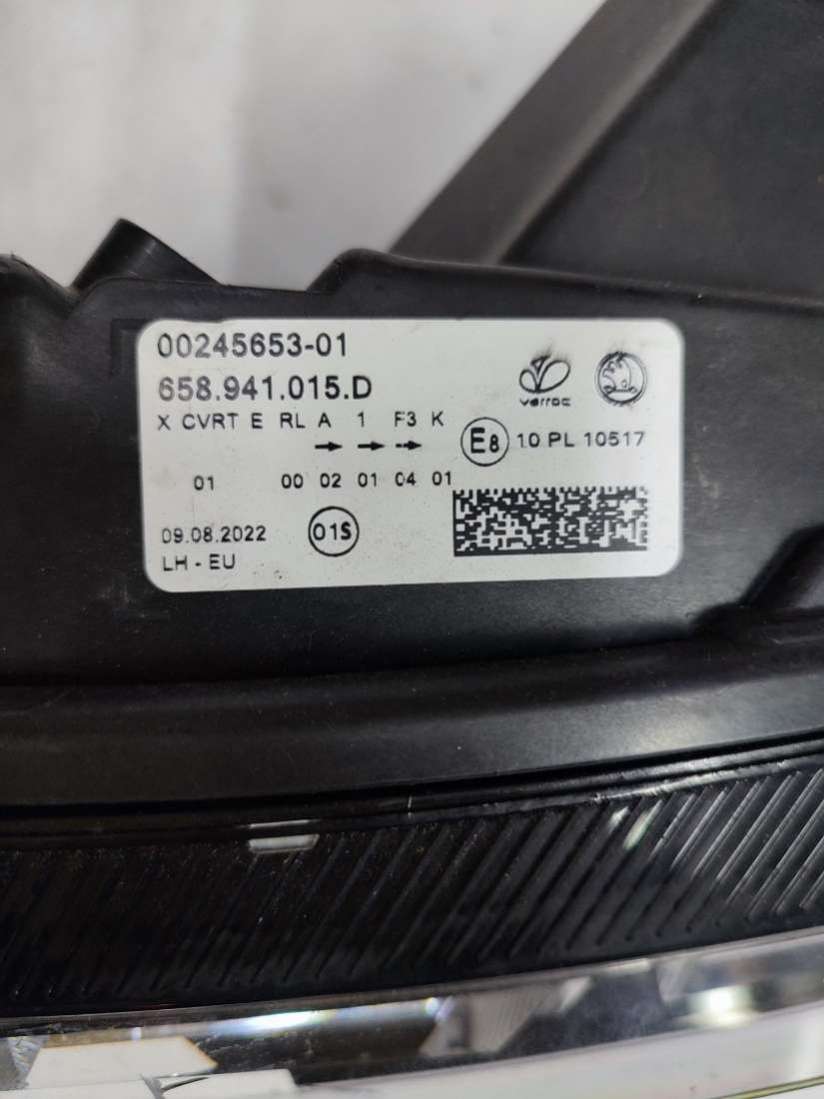 00245653-01
658.941.015.D
varroc
X CVRT E RL A 1 F3 K
E8 10 PL 10517
01 00 02 01 04 01
09.08.2022 01S
LH - EU